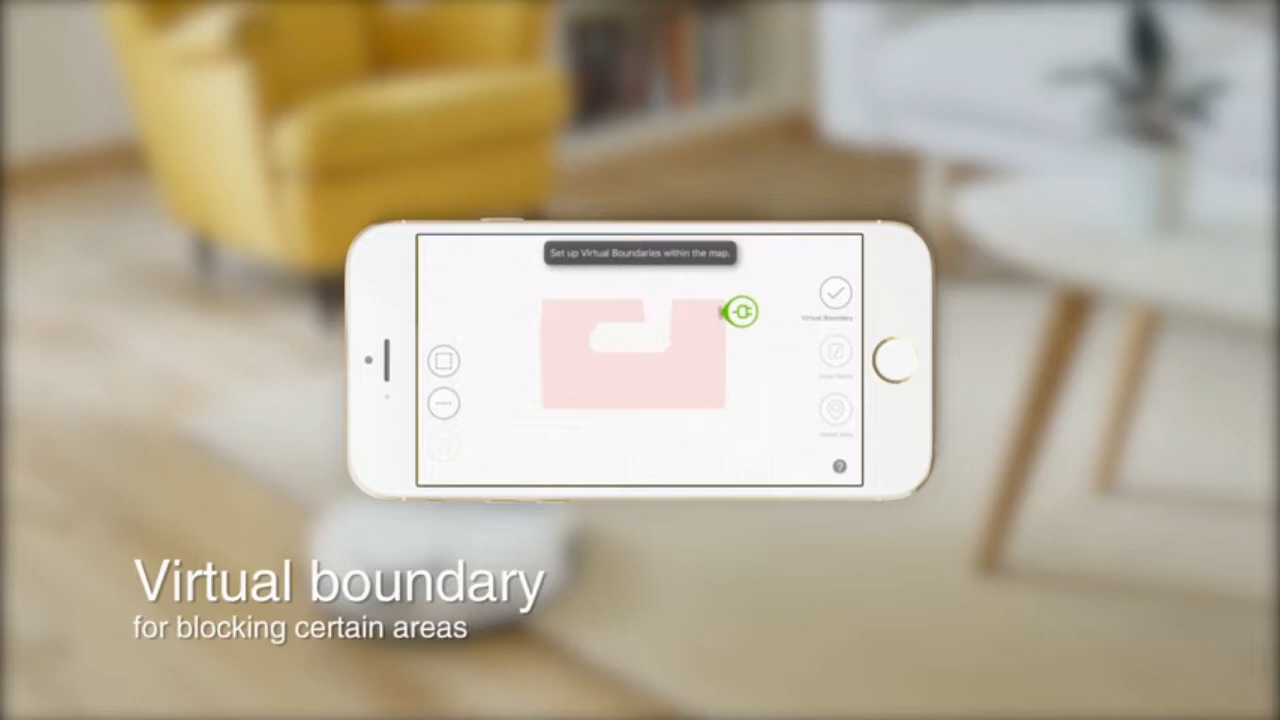 Set up Virtual Boundaries within the map.
Virtual Boundary
?
Virtual boundary
for blocking certain areas